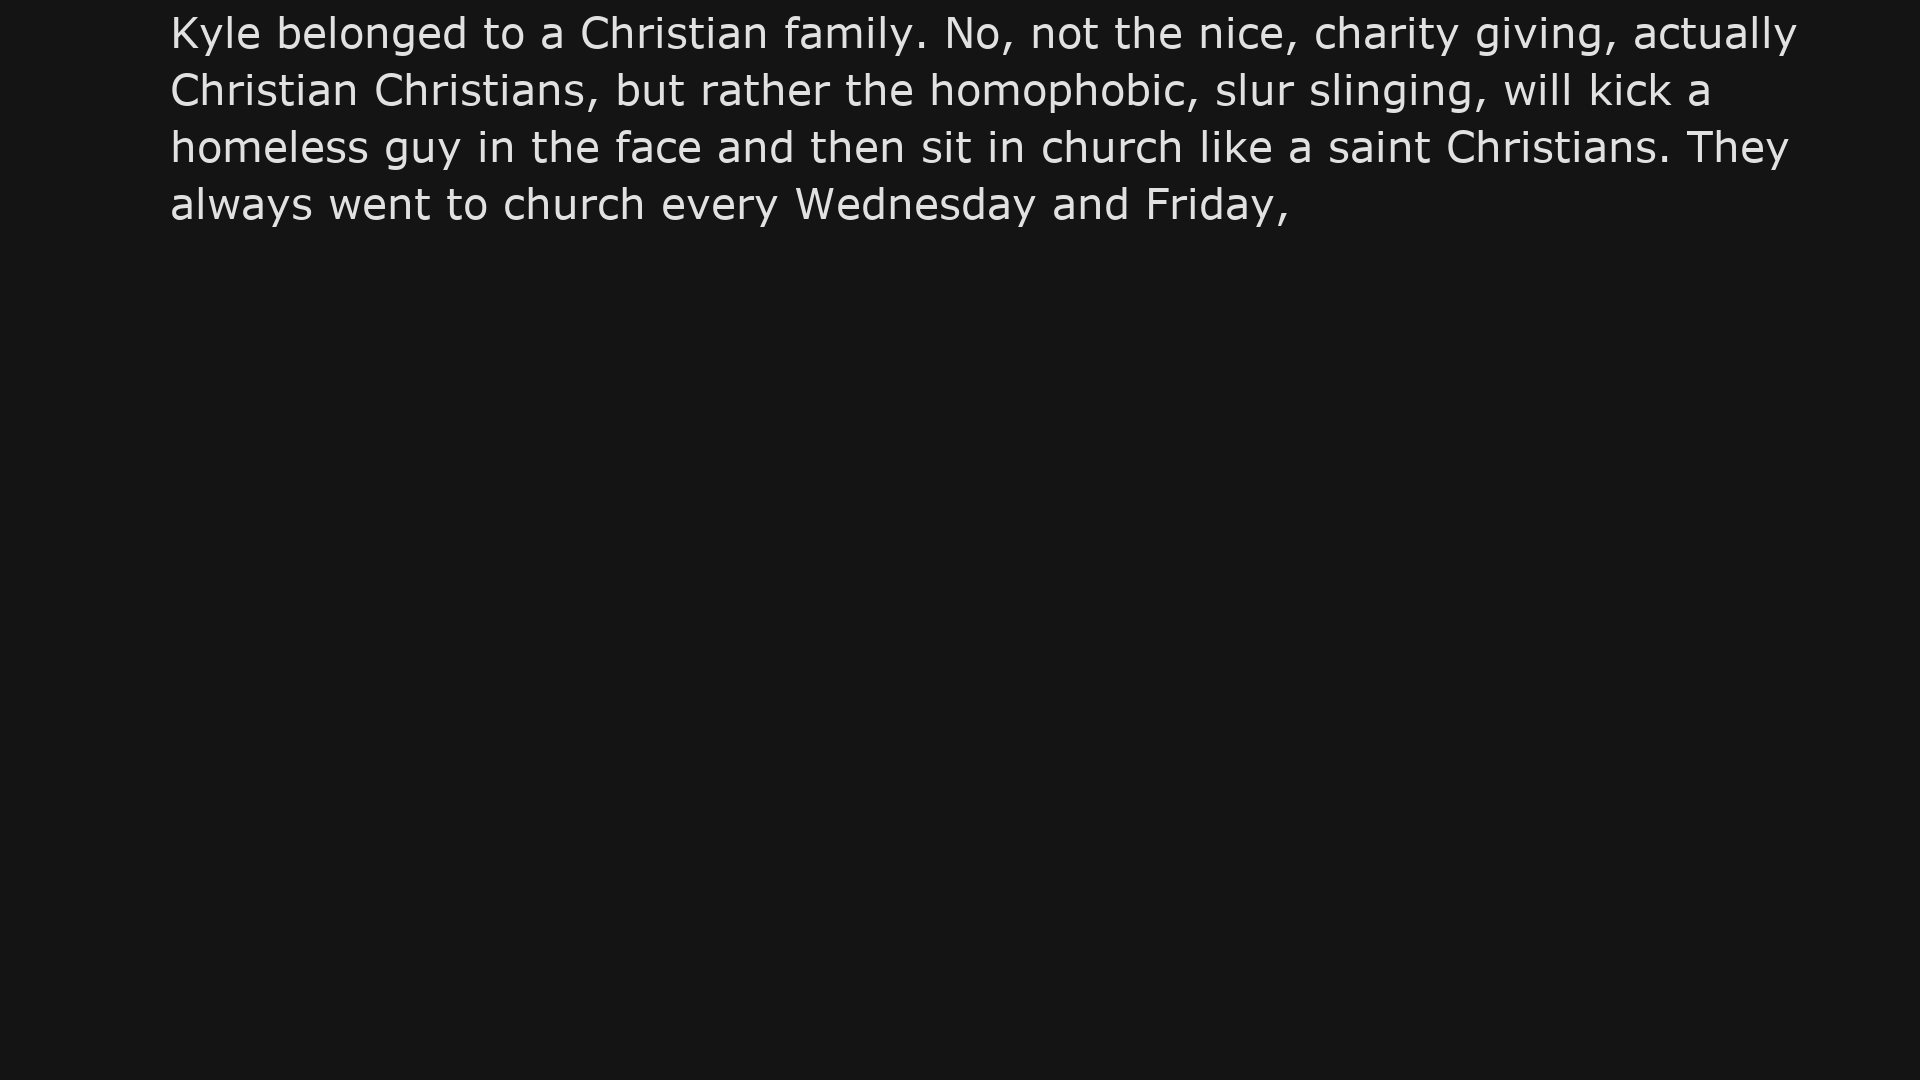 Kyle belonged to a Christian family. No, not the nice, charity giving, actually
Christian Christians, but rather the homophobic, slur slinging, will kick a
homeless guy in the face and then sit in church like a saint Christians. They
always went to church every Wednesday and Friday,